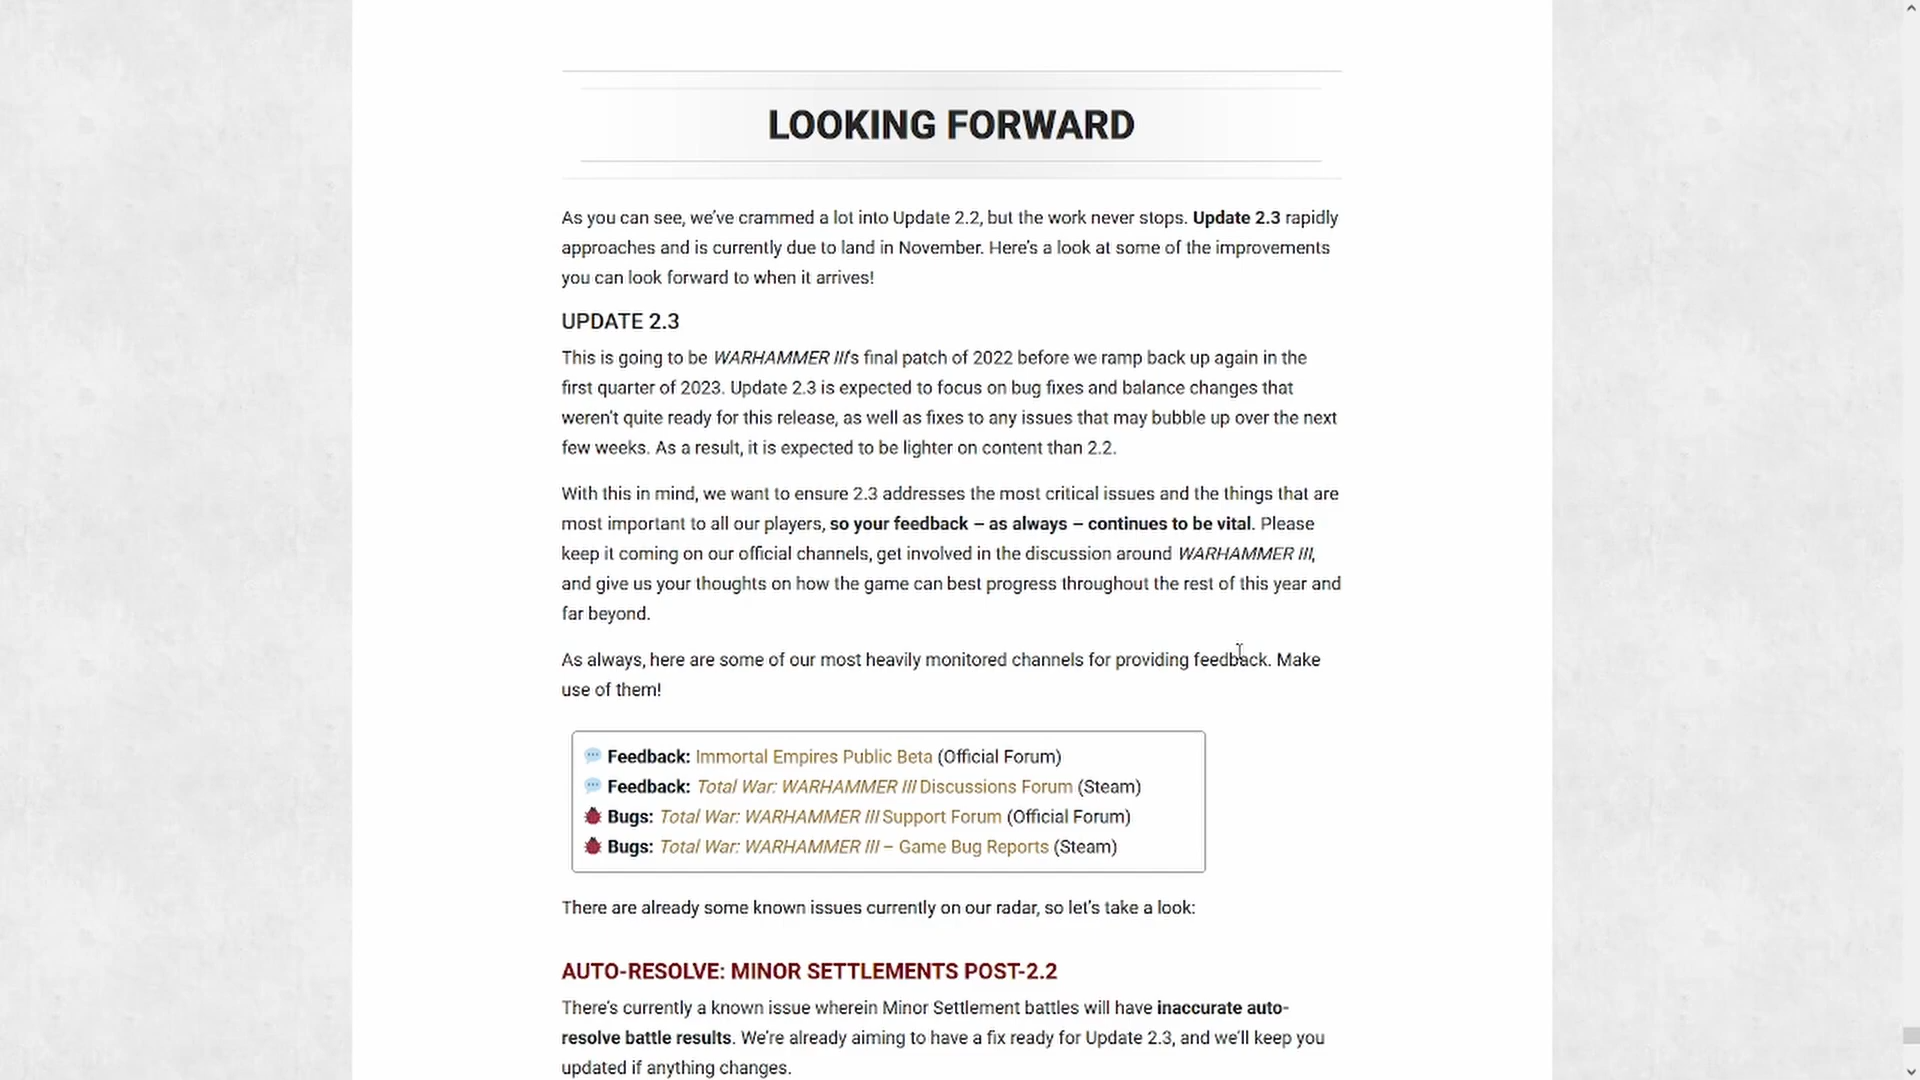 LOOKING FORWARD
As you can see, we've crammed a lot into Update 2.2, but the work never stops. Update 2.3 rapidly
approaches and is currently due to land in November. Here's a look at some of the improvements
you can look forward to when it arrives!
UPDATE 2.3
This is going to be WARHAMMER III's final patch of 2022 before we ramp back up again in the
first quarter of 2023. Update 2.3 is expected to focus on bug fixes and balance changes that
weren't quite ready for this release, as well as fixes to any issues that may bubble up over the next
few weeks. As a result, it is expected to be lighter on content than 2.2.
With this in mind, we want to ensure 2.3 addresses the most critical issues and the things that are
most important to all our players, so your feedback – as always – continues to be vital. Please
keep it coming on our official channels, get involved in the discussion around WARHAMMER III,
and give us your thoughts on how the game can best progress throughout the rest of this year and
far beyond.
As always, here are some of our most heavily monitored channels for providing feedback. Make
use of them!
Feedback: Immortal Empires Public Beta (Official Forum)
Feedback: Total War: WARHAMMER III Discussions Forum (Steam)
Bugs: Total War: WARHAMMER III Support Forum (Official Forum)
Bugs: Total War: WARHAMMER III – Game Bug Reports (Steam)
There are already some known issues currently on our radar, so let's take a look:
AUTO-RESOLVE: MINOR SETTLEMENTS POST-2.2
There's currently a known issue wherein Minor Settlement battles will have inaccurate auto-
resolve battle results. We're already aiming to have a fix ready for Update 2.3, and we'll keep you
updated if anything changes.